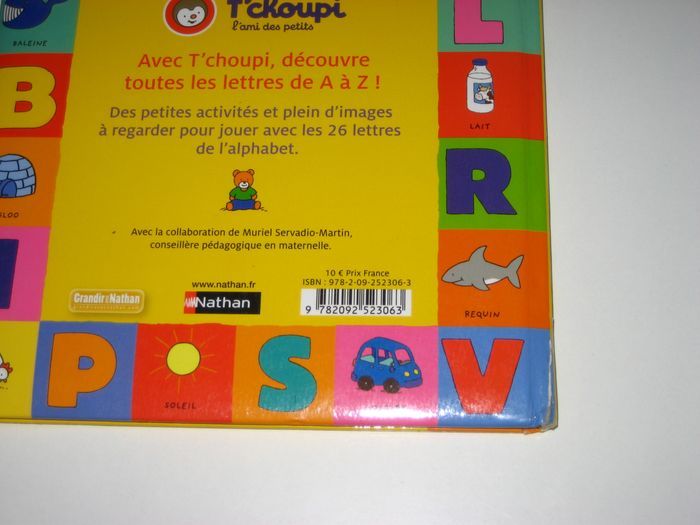 T'choupi
l'ami des petits
BALEINE
L
Avec T'choupi, découvre
toutes les lettres de A à Z !
B
LAIT
Des petites activités et plein d'images
à regarder pour jouer avec les 26 lettres
de l'alphabet.
R
Avec la collaboration de Muriel Servadio-Martin,
conseillère pédagogique en maternelle.
10 € Prix France
www.nathan.fr
ISBN : 978-2-09-252306-3
Nathan
9 782092 523063
REQUIN
P
SOLEIL
S
V